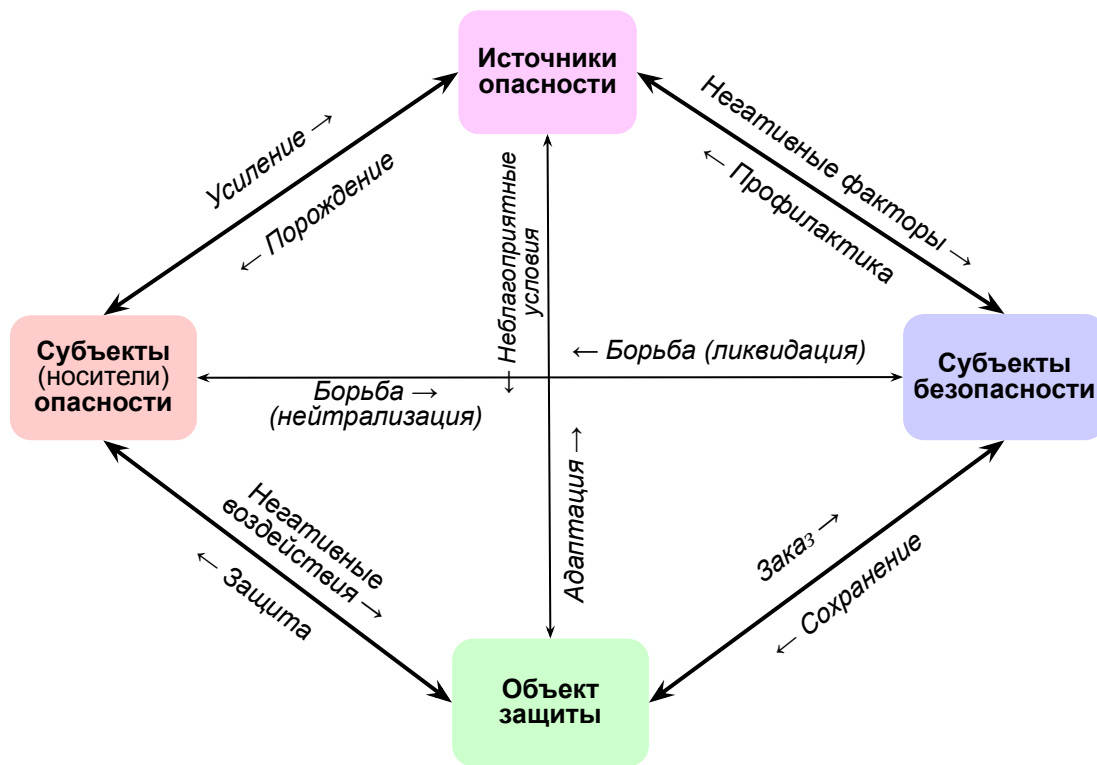 Источники
опасности
Усиление →
← Порождение
Негативные факторы →
← Профилактика
← Неблагоприятные
условия
Субъекты
(носители)
опасности
← Борьба (ликвидация)
Борьба →
(нейтрализация)
Субъекты
безопасности
Адаптация →
Негативные
воздействия →
← Защита
Заказ →
← Сохранение
Объект
защиты